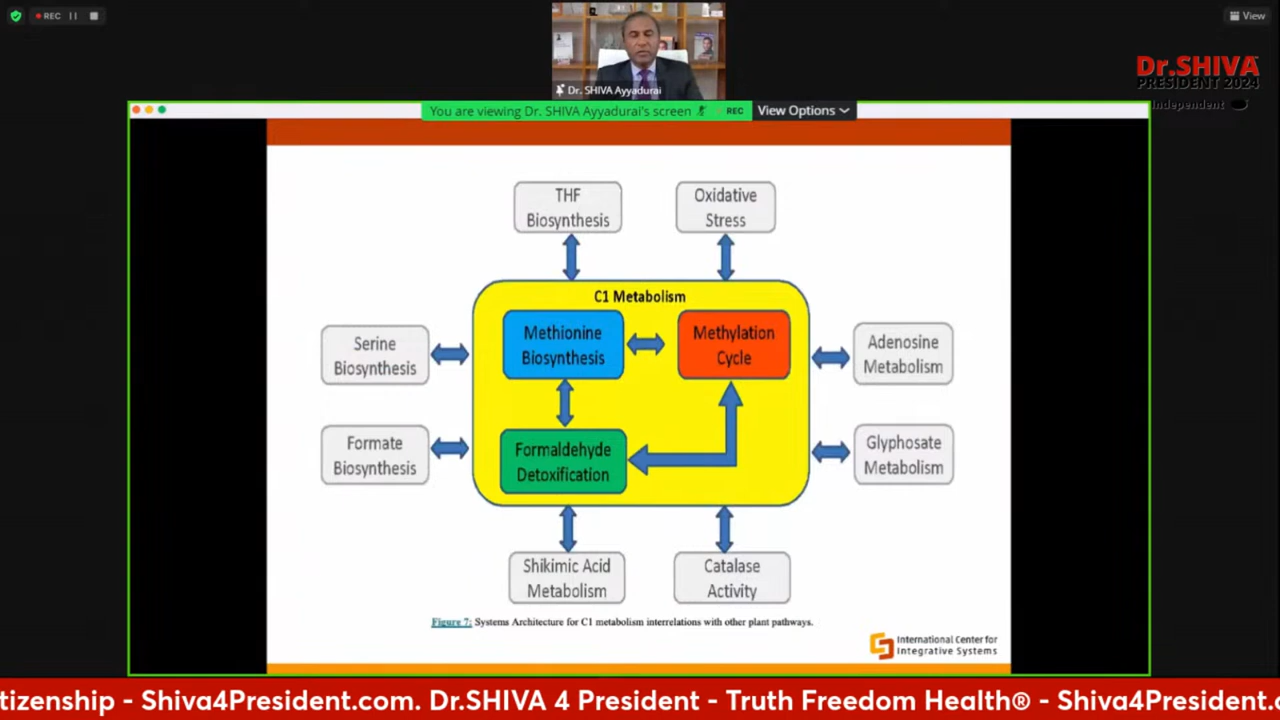 REC
View
Dr. SHIVA Ayyadurai
Dr.SHIVA
PRESIDENT 2024
Independent
You are viewing Dr. SHIVA Ayyadurai's screen
REC
View Options
THF
Biosynthesis
Oxidative
Stress
C1 Metabolism
Methionine
Biosynthesis
Methylation
Cycle
Serine
Biosynthesis
Adenosine
Metabolism
Formate
Biosynthesis
Formaldehyde
Detoxification
Glyphosate
Metabolism
Shikimic Acid
Metabolism
Catalase
Activity
Figure 7: Systems Architecture for C1 metabolism interrelations with other plant pathways.
International Center for
Integrative Systems
tizenship - Shiva4President.com. Dr.SHIVA 4 President - Truth Freedom Health® - Shiva4President.c